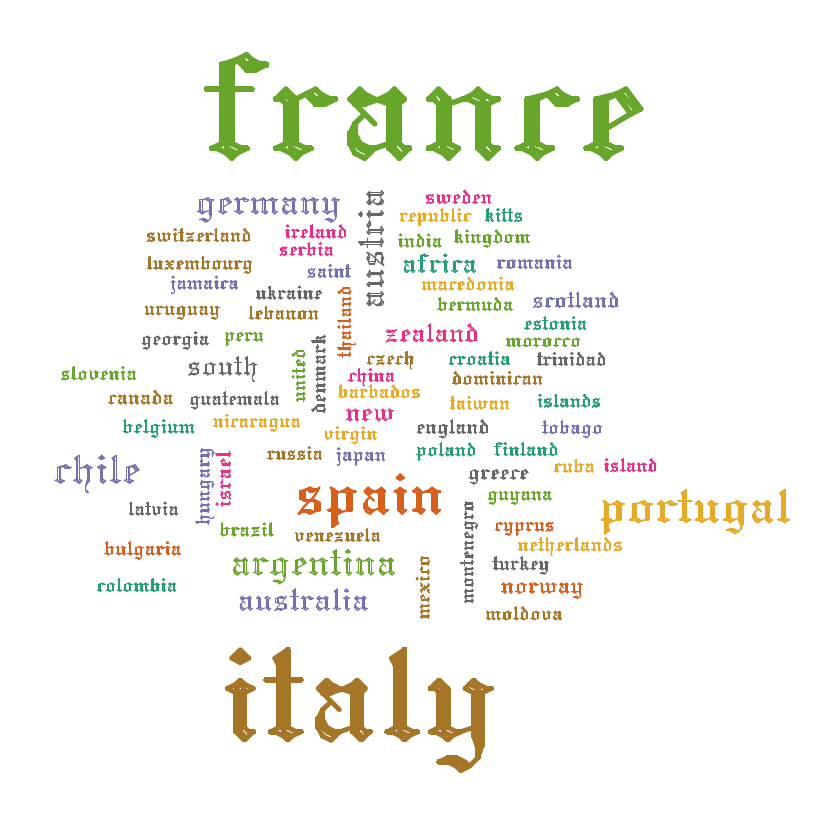 france
germany
austria
sweden
republic kitts
switzerland
ireland
serbia
india kingdom
luxembourg
saint
africa romania
jamaica
ukraine
macedonia
bermuda scotland
uruguay
lebanon
thailand
zealand
estonia
morocco
georgia peru
south
united
denmark
czech
croatia trinidad
slovenia
china
dominican
canada guatemala
barbados
taiwan islands
belgium nicaragua
new
virgin
england tobago
russia japan
poland finland
chile
hungary
israel
greece cuba island
latvia
spain
guyana
portugal
brazil
venezuela
montenegro
cyprus
bulgaria
netherlands
argentina
turkey
colombia
australia
mexico
norway
moldova
italy